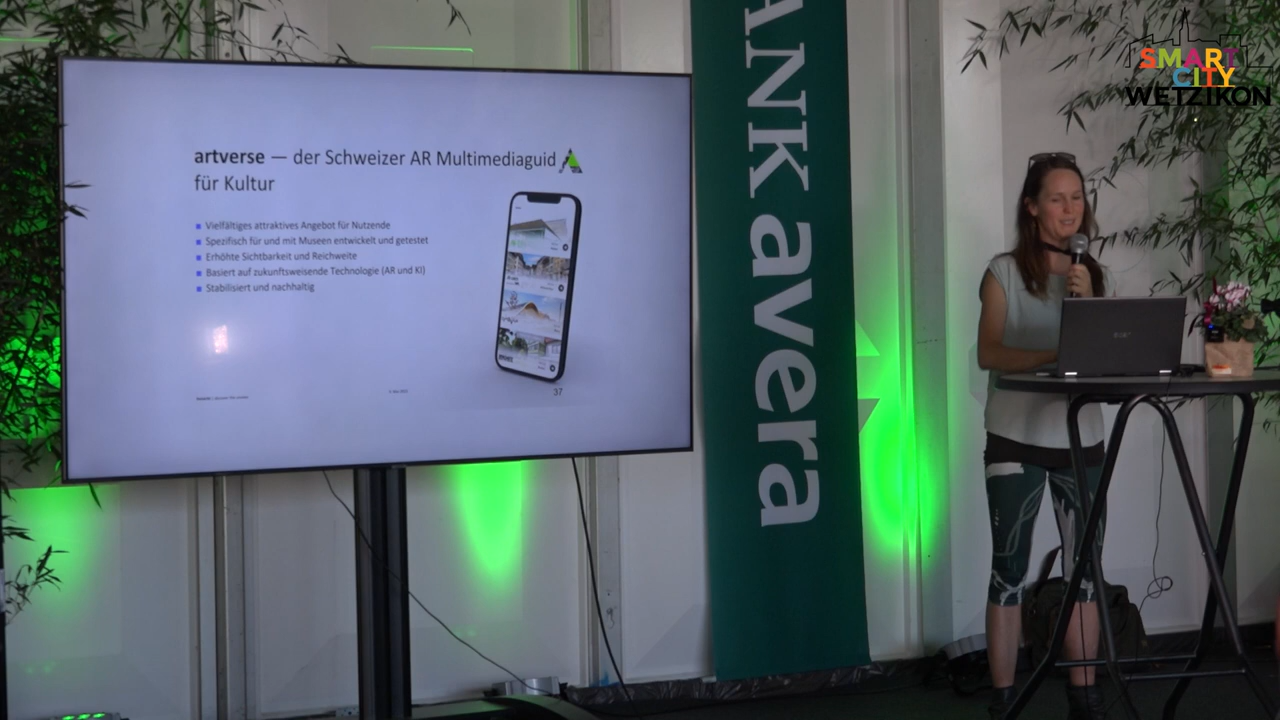 SMART
CITY
WETZIKON
ANK avera
artverse — der Schweizer AR Multimediaguid
für Kultur
Vielfältiges attraktives Angebot für Nutzende
Spezifisch für und mit Museen entwickelt und getestet
Erhöhte Sichtbarkeit und Reichweite
Basiert auf zukunftsweisende Technologie (AR und KI)
Stabilisiert und nachhaltig
37